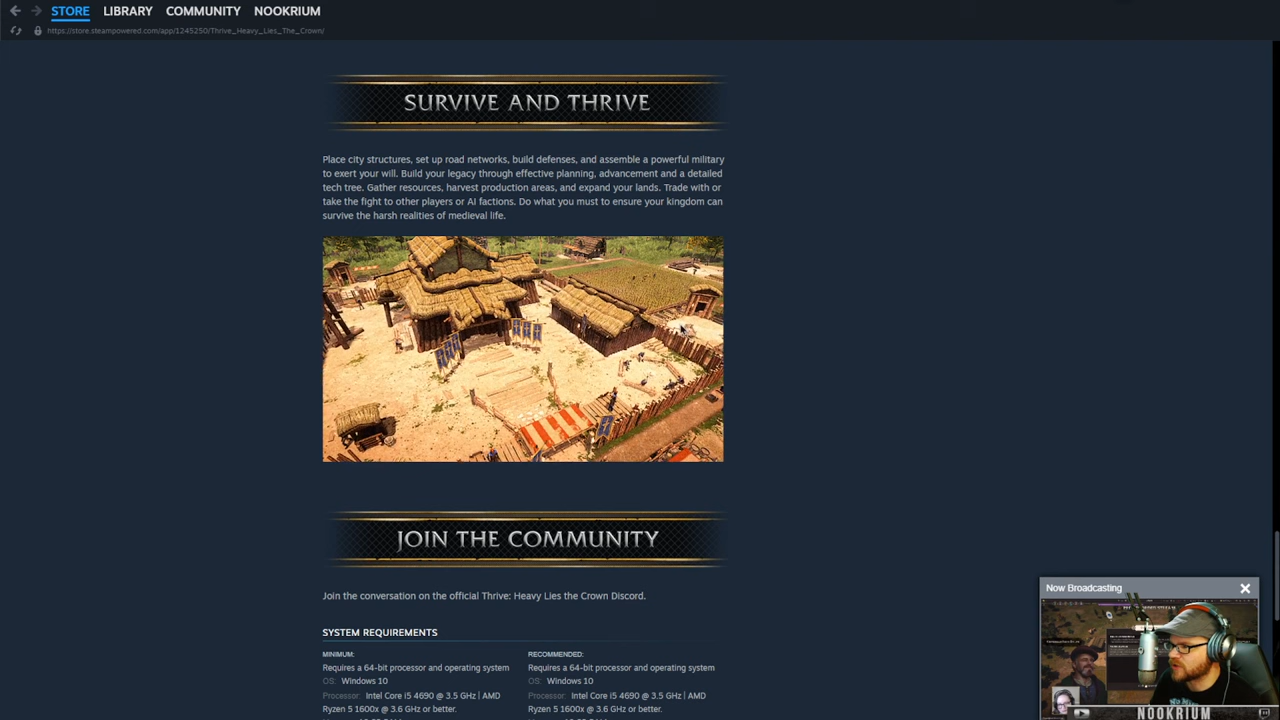 STORE LIBRARY COMMUNITY NOOKRIUM
https://store.steampowered.com/app/1245250/Thrive_Heavy_Lies_The_Crown/
SURVIVE AND THRIVE
Place city structures, set up road networks, build defenses, and assemble a powerful military
to exert your will. Build your legacy through effective planning, advancement and a detailed
tech tree. Gather resources, harvest production areas, and expand your lands. Trade with or
take the fight to other players or AI factions. Do what you must to ensure your kingdom can
survive the harsh realities of medieval life.
JOIN THE COMMUNITY
Join the conversation on the official Thrive: Heavy Lies the Crown Discord.
SYSTEM REQUIREMENTS
MINIMUM:
Requires a 64-bit processor and operating system
OS: Windows 10
Processor: Intel Core i5 4690 @ 3.5 GHz | AMD
Ryzen 5 1600x @ 3.6 GHz or better.
RECOMMENDED:
Requires a 64-bit processor and operating system
OS: Windows 10
Processor: Intel Core i5 4690 @ 3.5 GHz | AMD
Ryzen 5 1600x @ 3.6 GHz or better.
Now Broadcasting
NOOKRIUM